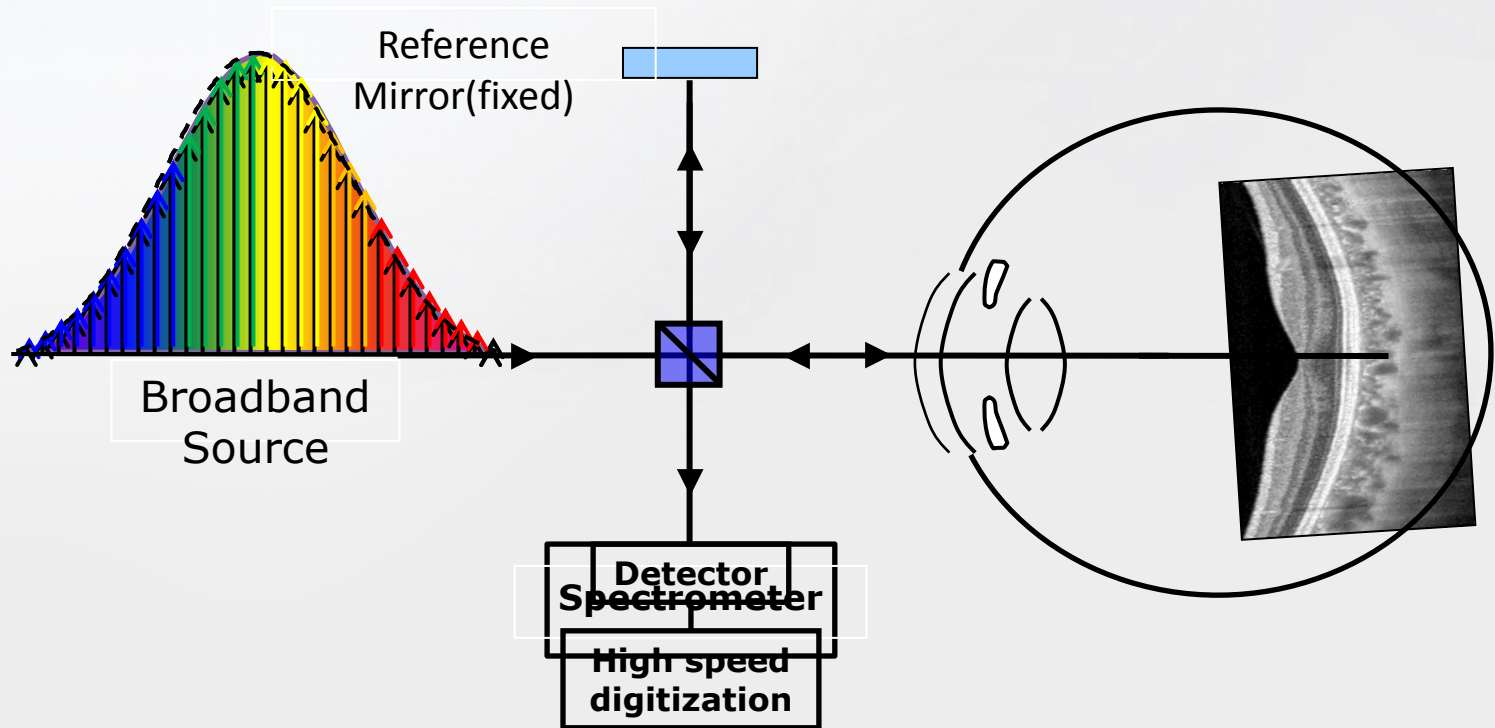 Reference
Mirror(fixed)
Broadband
Source
Detector
Spectrometer
High speed
digitization